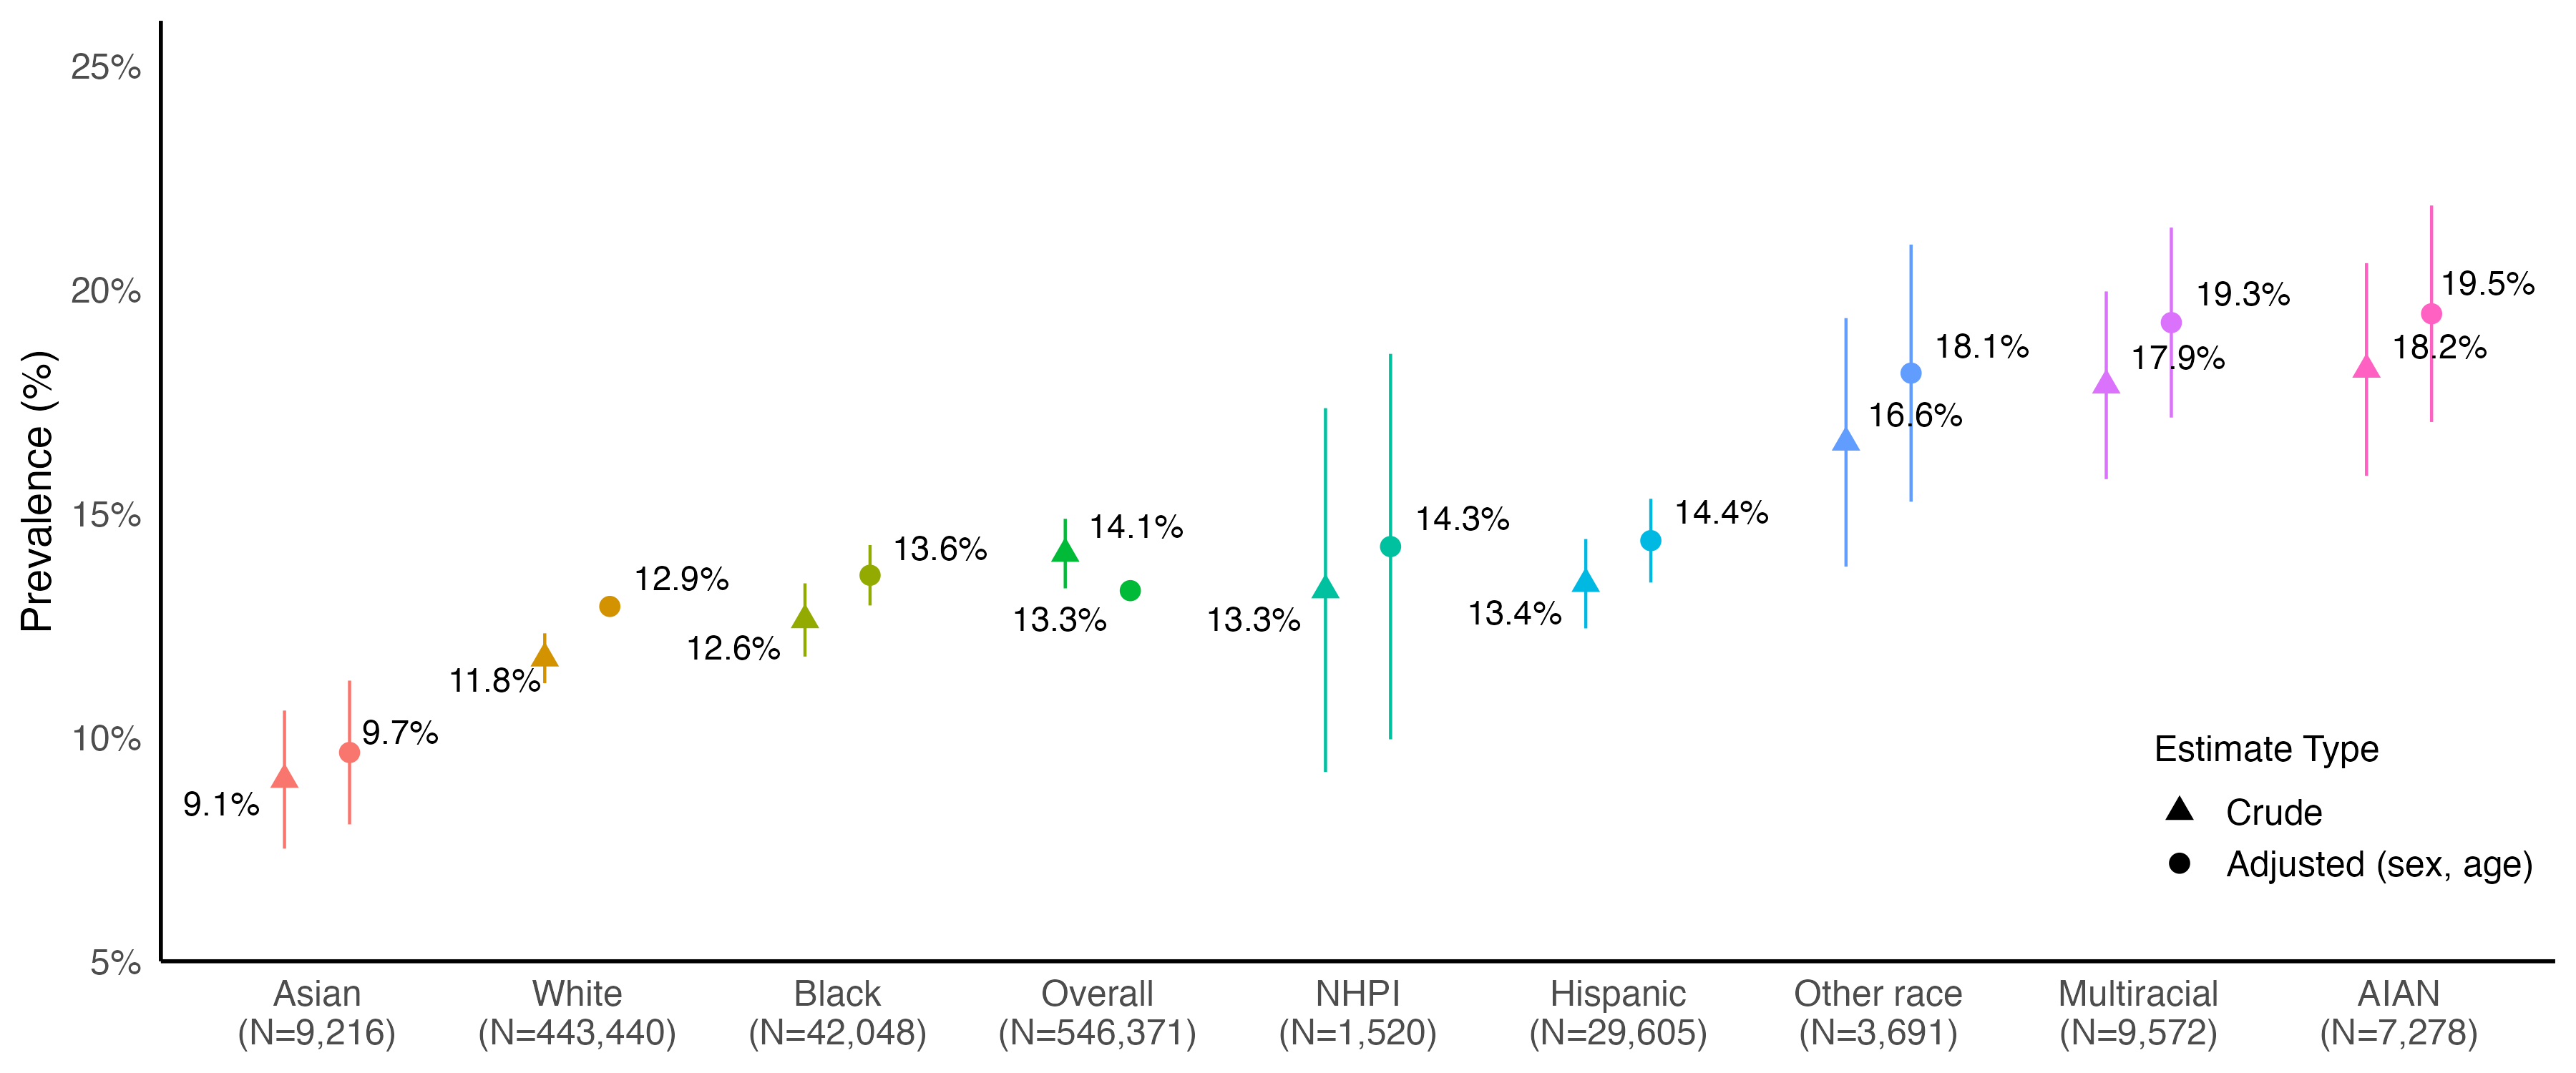 Prevalence (%)
25%
20%
15%
10%
5%
9.1%
9.7%
11.8%
12.9%
12.6%
13.6%
14.1%
13.3%
13.3%
14.3%
13.4%
14.4%
16.6%
18.1%
17.9%
19.3%
18.2%
19.5%
Estimate Type
Crude
Adjusted (sex, age)
Asian
(N=9,216)
White
(N=443,440)
Black
(N=42,048)
Overall
(N=546,371)
NHPI
(N=1,520)
Hispanic
(N=29,605)
Other race
(N=3,691)
Multiracial
(N=9,572)
AIAN
(N=7,278)